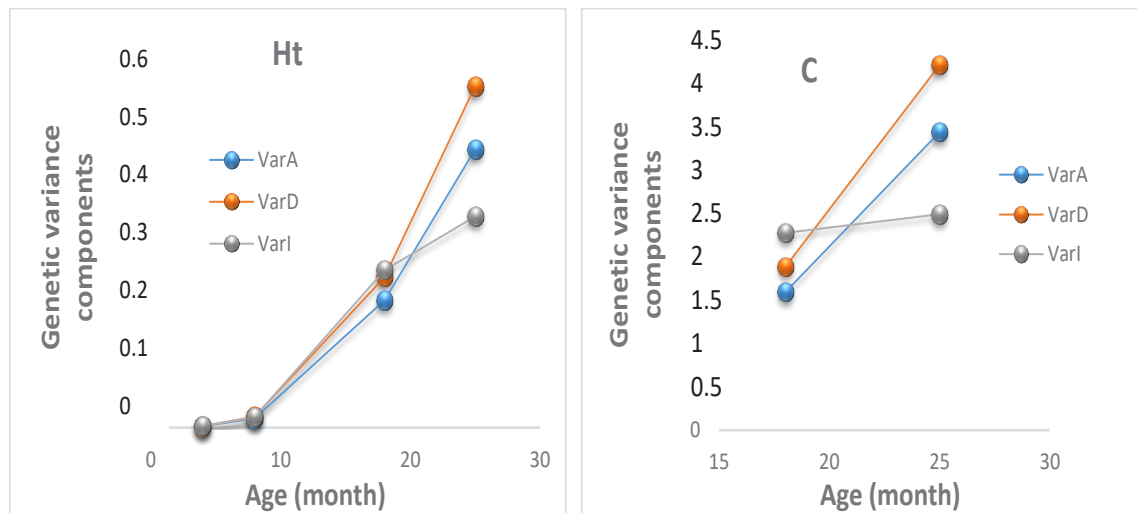 Ht
Genetic variance
components
0.6
0.5
0.4
0.3
0.2
0.1
0
VarA
VarD
VarI
0 10 20 30
Age (month)
C
Genetic variance
components
4.5
4
3.5
3
2.5
2
1.5
1
0.5
0
VarA
VarD
VarI
15 20 25 30
Age (month)